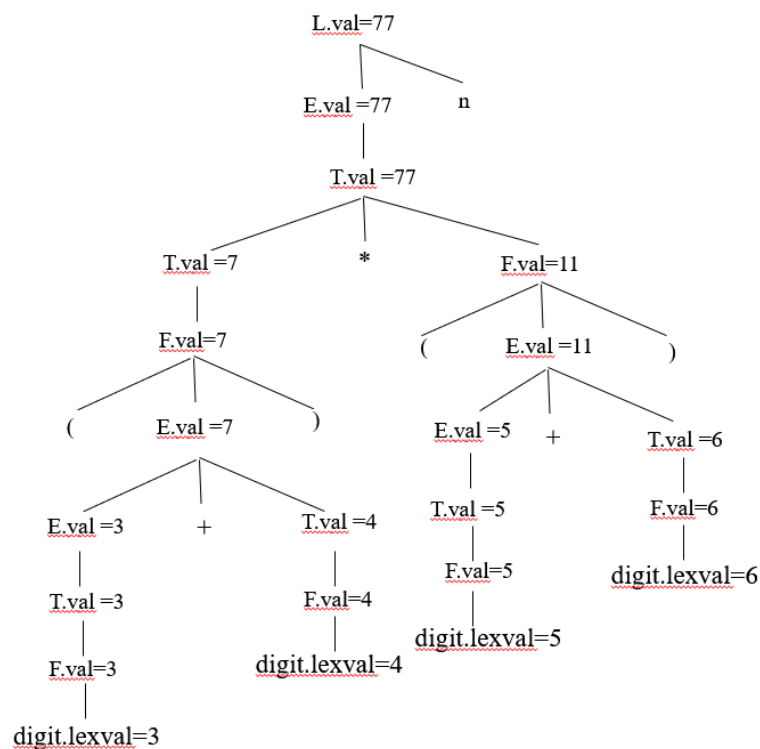 L.val=77
E.val =77 n
T.val =77
T.val =7 * F.val=11
F.val=7 ( E.val =11 )
( E.val =7 ) E.val =5 + T.val =6
E.val =3 + T.val =4 T.val =5 F.val=6
T.val =3 F.val=4 F.val=5 digit.lexval=6
F.val=3 digit.lexval=4 digit.lexval=5
digit.lexval=3